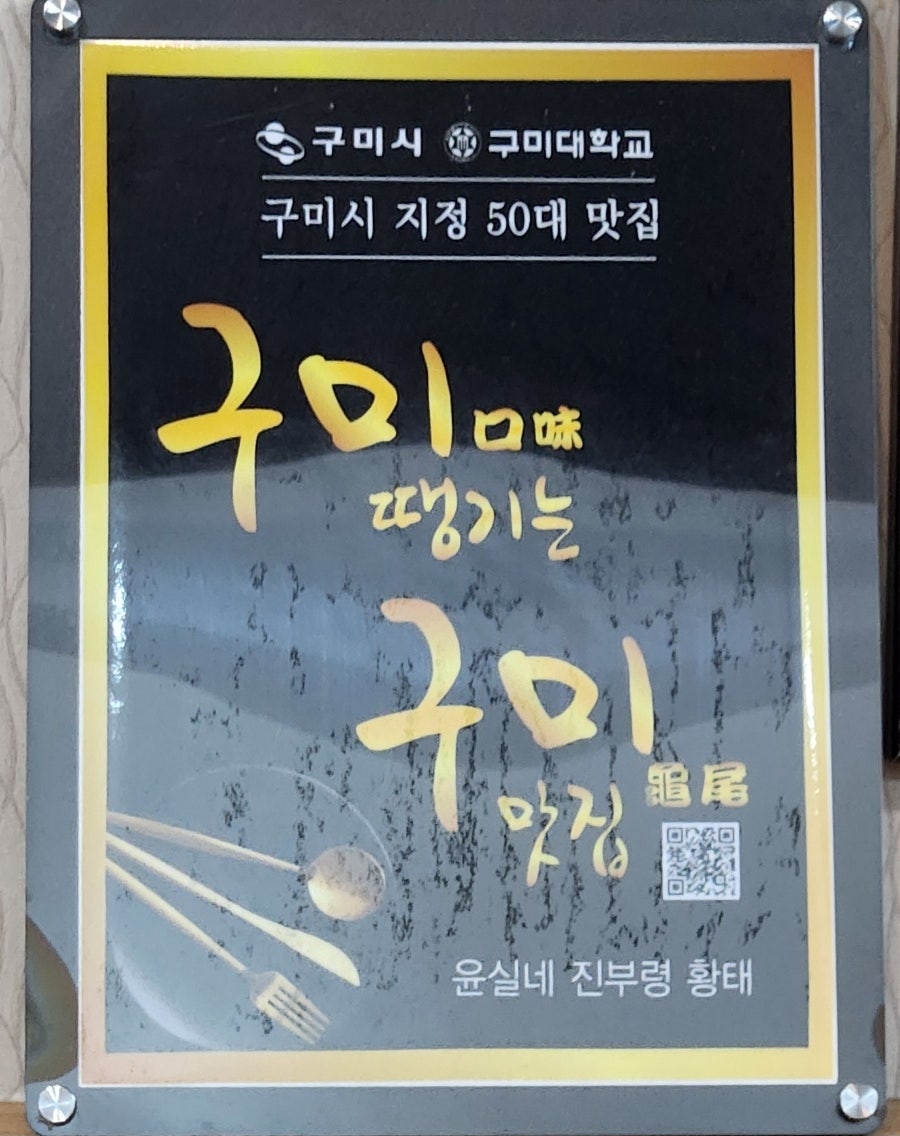 구미시 구미대학교
구미시 지정 50대 맛집
구미 口味
땡기는
구미
맛집 龜尾
윤실네 진부령 황태